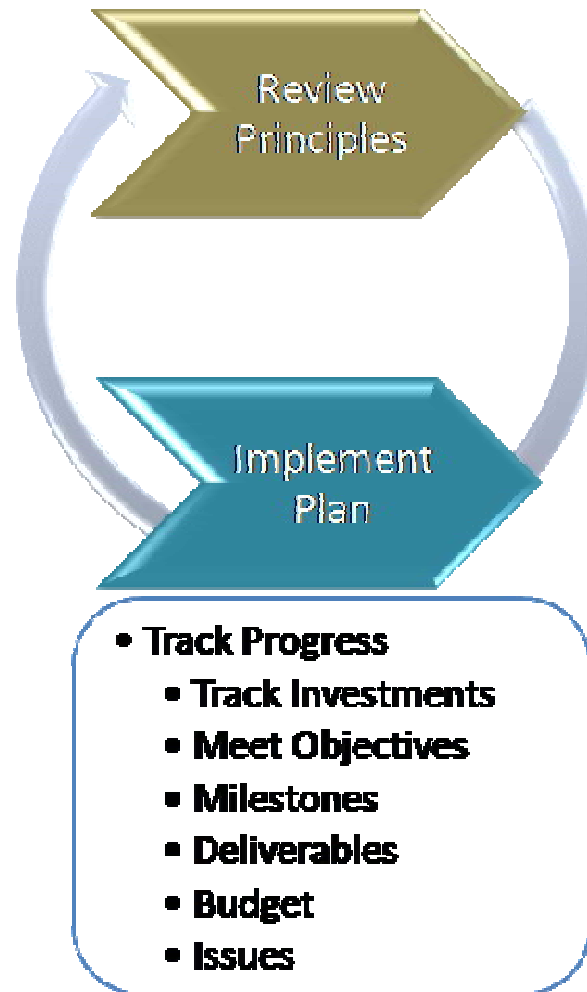 Review
Principles
Implement
Plan
• Track Progress
• Track Investments
• Meet Objectives
• Milestones
• Deliverables
• Budget
• Issues